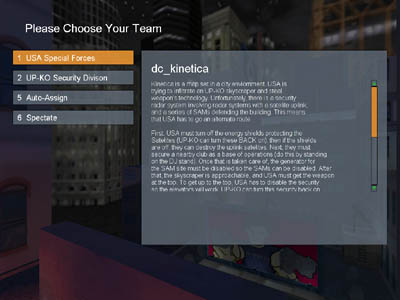 Please Choose Your Team
1 USA Special Forces
2 UP-KO Security Divison
5 Auto-Assign
6 Spectate
dc_kinetica
Kinetica is a map set in a city environment. USA is
trying to infiltrate an UP-KO skyscraper and steal
weapon's technology. Unfortunately, there is a security
radar system involving radar systems with a satellite uplink,
and a series of SAMs defending the building. This means
that USA has to go an alternate route.
First, USA must turn off the energy shields protecting the
Satellites (UP-KO can turn these BACK on), then if the shields
are off, they can destroy the uplink satellites. Next, they must
secure a nearby club as a base of operations (do this by standing
on the DJ stand). Once that is taken care of, the generator for
the SAM site must be disabled so the SAMs can be disabled. After
that, the skyscraper is approachable, and USA must get the weapon
at the top. To get up to the top, USA has to disable the security
so the elevators will work. UP-KO can turn this security back on